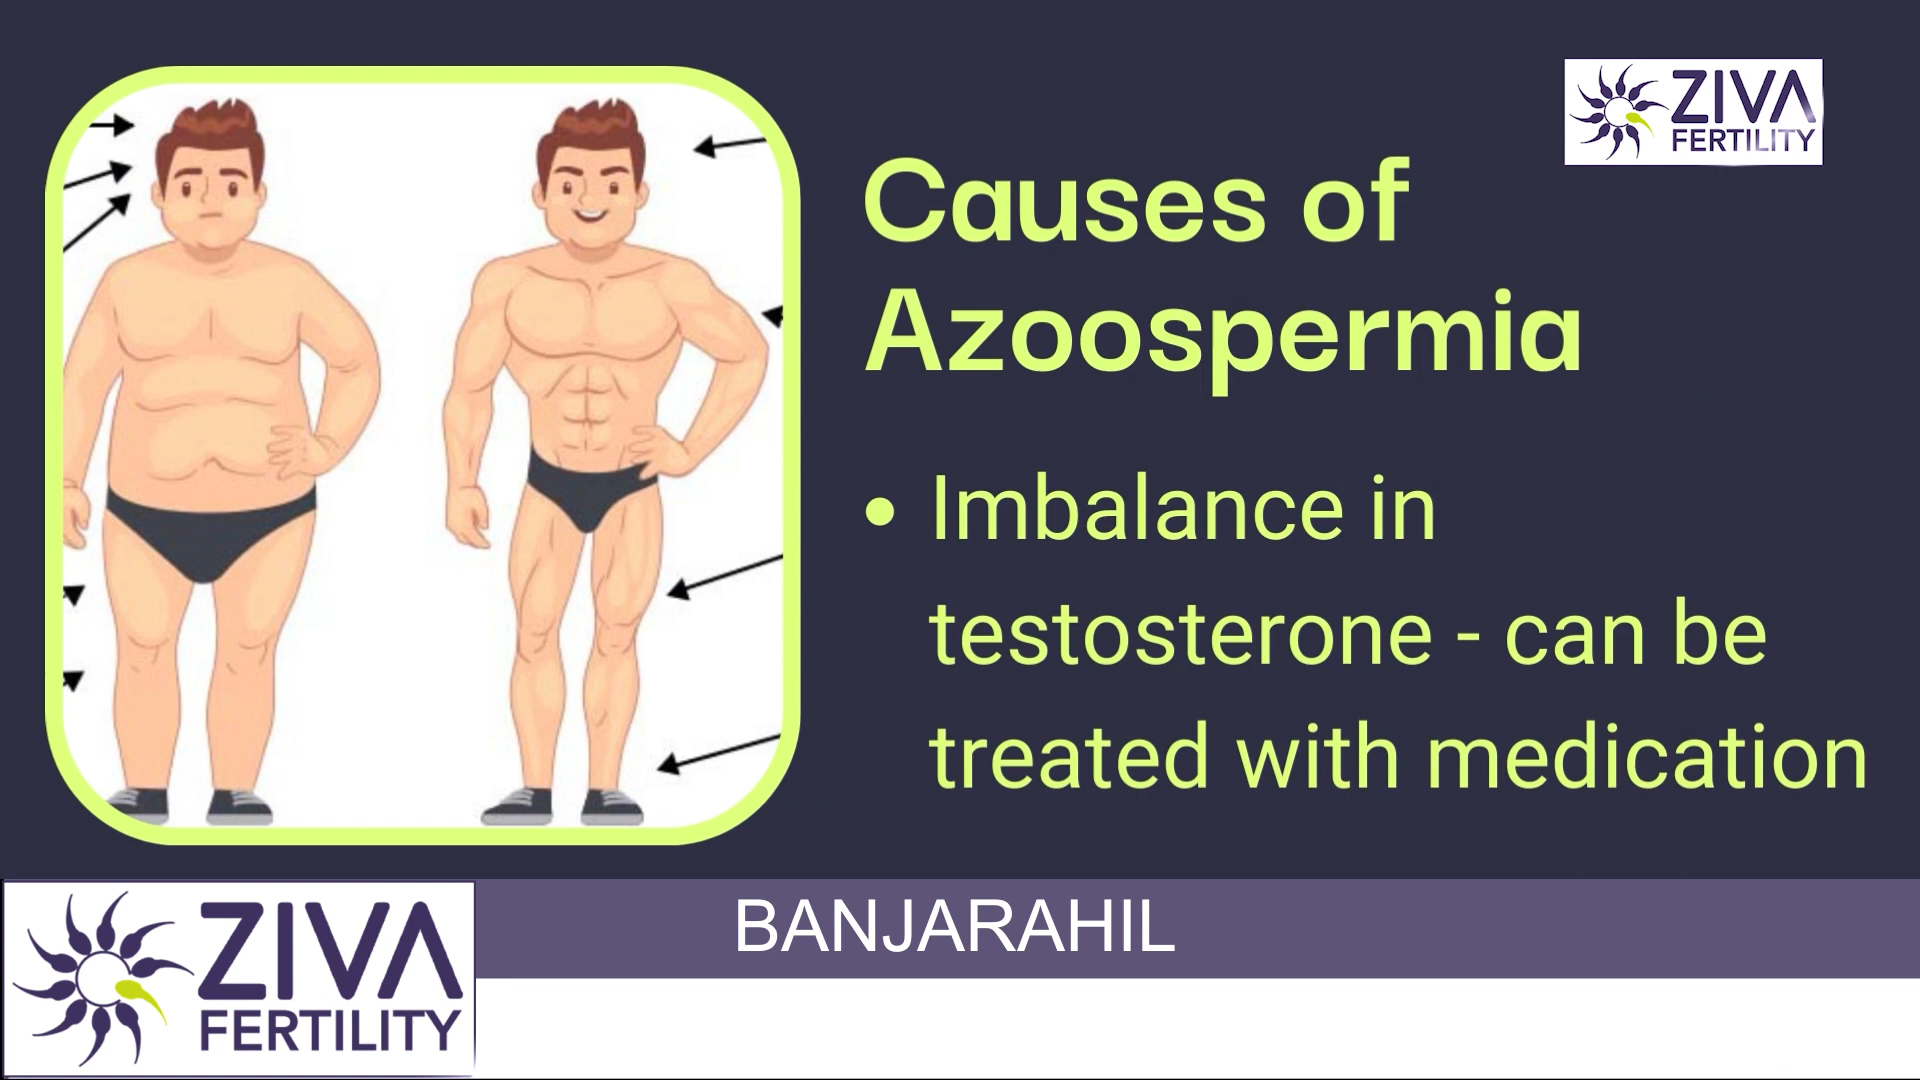 ZIVA
FERTILITY
Causes of
Azoospermia
• Imbalance in
testosterone - can be
treated with medication
BANJARAHIL
ZIVA
FERTILITY